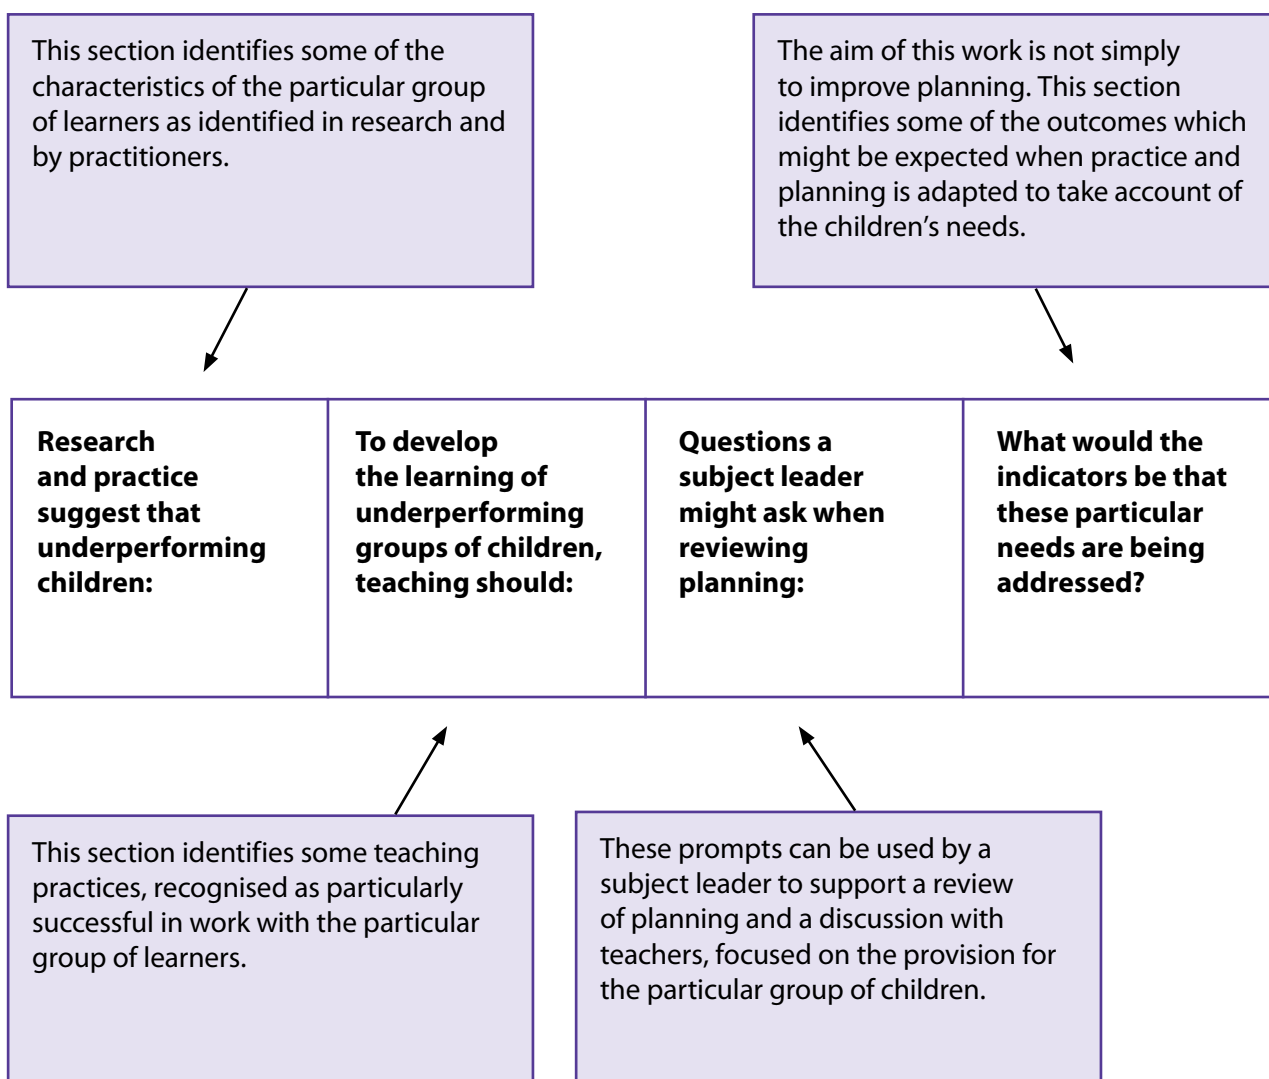 This section identifies some of the
characteristics of the particular group
of learners as identified in research and
by practitioners.
The aim of this work is not simply
to improve planning. This section
identifies some of the outcomes which
might be expected when practice and
planning is adapted to take account of
the children’s needs.
Research
and practice
suggest that
underperforming
children:
To develop
the learning of
underperforming
groups of children,
teaching should:
Questions a
subject leader
might ask when
reviewing
planning:
What would the
indicators be that
these particular
needs are being
addressed?
This section identifies some teaching
practices, recognised as particularly
successful in work with the particular
group of learners.
These prompts can be used by a
subject leader to support a review
of planning and a discussion with
teachers, focused on the provision for
the particular group of children.